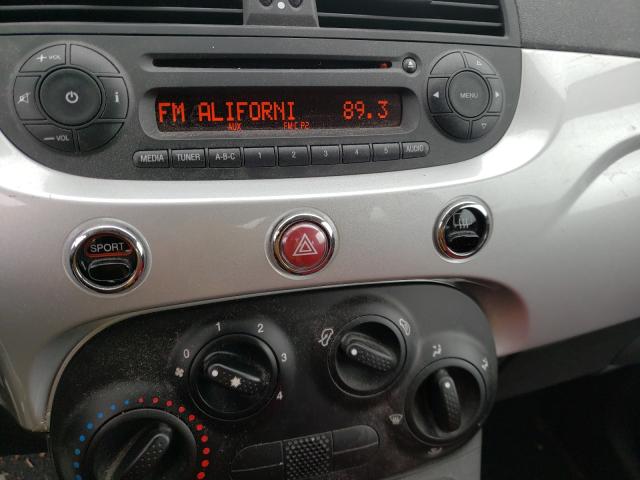 + VOL
i
— VOL
FM ALIFORNI 89.3
AUX FM-C P2
MENU
MEDIA TUNER A-B-C 1 2 3 4 5 AUDIO
SPORT
0 1 2 3 4